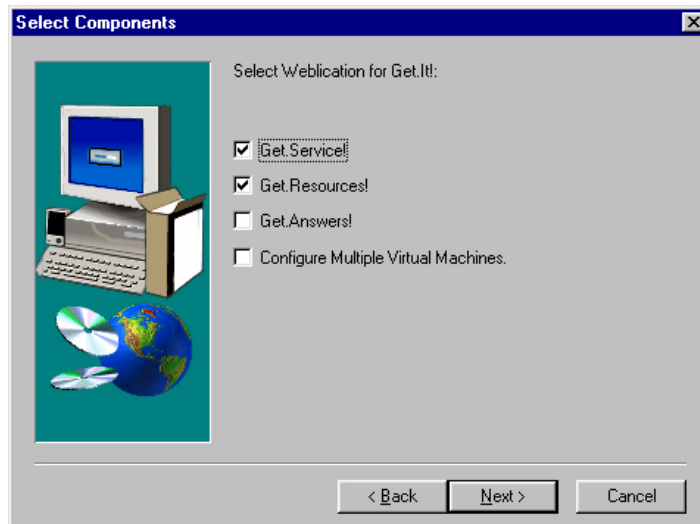 Select Components
Select Weblication for Get.It!:
Get.Service!
Get.Resources!
Get.Answers!
Configure Multiple Virtual Machines.
< Back
Next >
Cancel